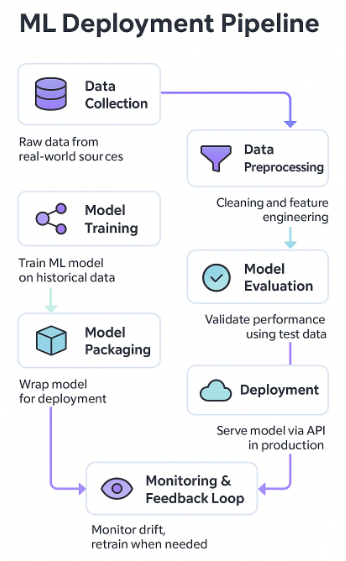 ML Deployment Pipeline
Data
Collection
Raw data from
real-world sources
Data
Preprocessing
Cleaning and feature
engineering
Model
Training
Train ML model
on historical data
Model
Evaluation
Validate performance
using test data
Model
Packaging
Wrap model
for deployment
Deployment
Serve model via API
in production
Monitoring &
Feedback Loop
Monitor drift,
retrain when needed